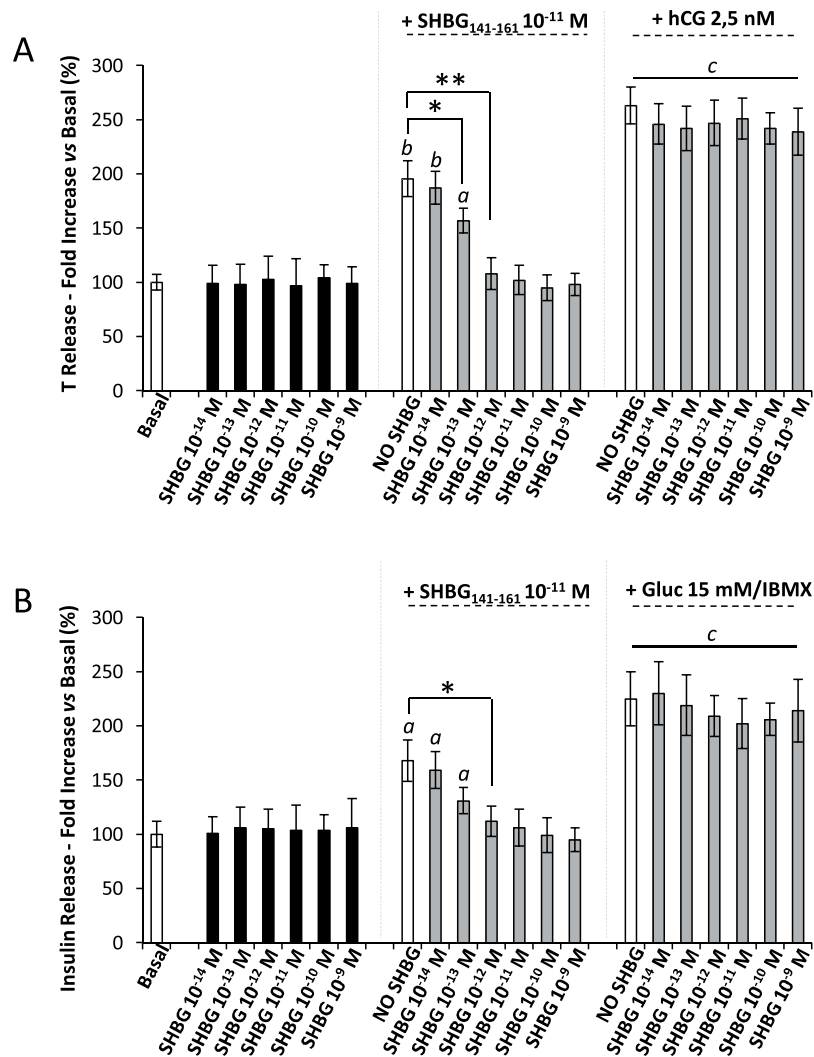 A
+ SHBG141-161 10-11 M
+ hCG 2,5 nM
T Release - Fold Increase vs Basal (%)
300
250
200
150
100
50
0
**
*
b
b
a
c
Basal
SHBG 10-14 M
SHBG 10-13 M
SHBG 10-12 M
SHBG 10-11 M
SHBG 10-10 M
SHBG 10-9 M
NO SHBG
SHBG 10-14 M
SHBG 10-13 M
SHBG 10-12 M
SHBG 10-11 M
SHBG 10-10 M
SHBG 10-9 M
NO SHBG
SHBG 10-14 M
SHBG 10-13 M
SHBG 10-12 M
SHBG 10-11 M
SHBG 10-10 M
SHBG 10-9 M
B
+ SHBG141-161 10-11 M
+ Gluc 15 mM/IBMX
Insulin Release - Fold Increase vs Basal (%)
300
250
200
150
100
50
0
*
a
a
a
c
Basal
SHBG 10-14 M
SHBG 10-13 M
SHBG 10-12 M
SHBG 10-11 M
SHBG 10-10 M
SHBG 10-9 M
NO SHBG
SHBG 10-14 M
SHBG 10-13 M
SHBG 10-12 M
SHBG 10-11 M
SHBG 10-10 M
SHBG 10-9 M
NO SHBG
SHBG 10-14 M
SHBG 10-13 M
SHBG 10-12 M
SHBG 10-11 M
SHBG 10-10 M
SHBG 10-9 M